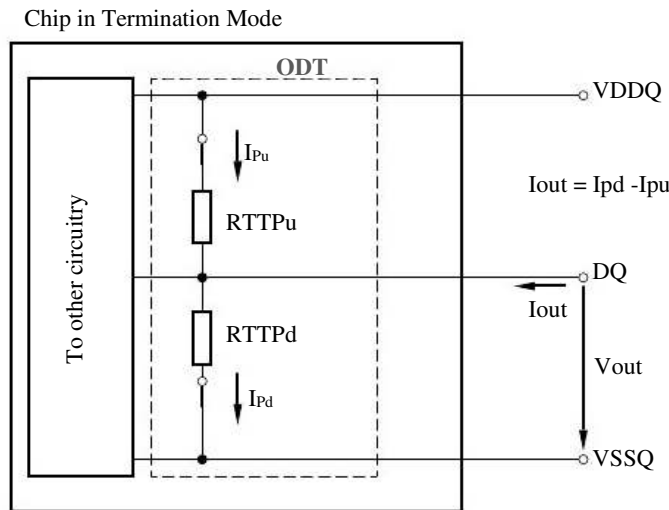 Chip in Termination Mode
ODT
VDDQ
IPu
Iout = Ipd -Ipu
RTTPu
To other circuitry
DQ
Iout
RTTPd
Vout
IPd
VSSQ